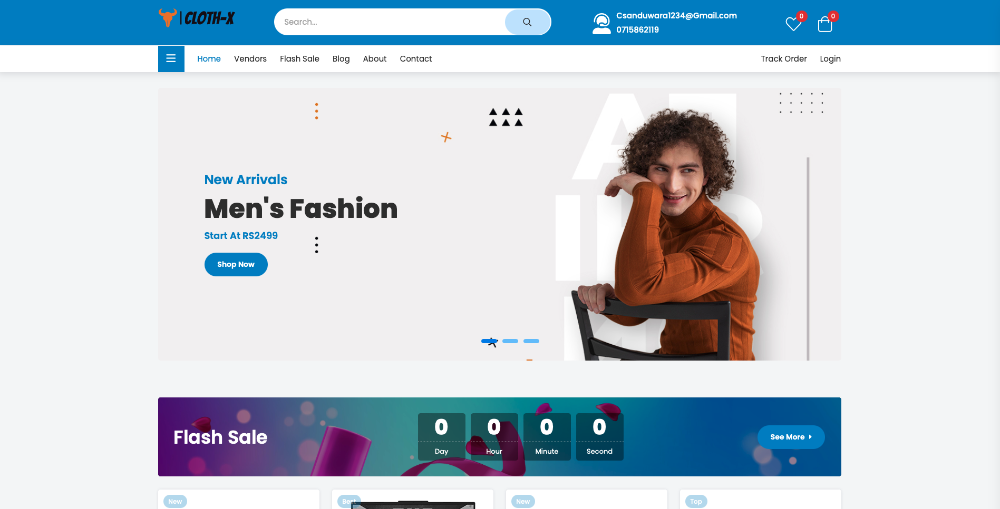 CLOTH-X
Search...
Csanduwara1234@Gmail.com
0715862119
0
0
Home
Vendors
Flash Sale
Blog
About
Contact
Track Order
Login
New Arrivals
Men's Fashion
Start At RS2499
Shop Now
Flash Sale
0
0
0
0
Day
Hour
Minute
Second
See More
New
Best
New
Top